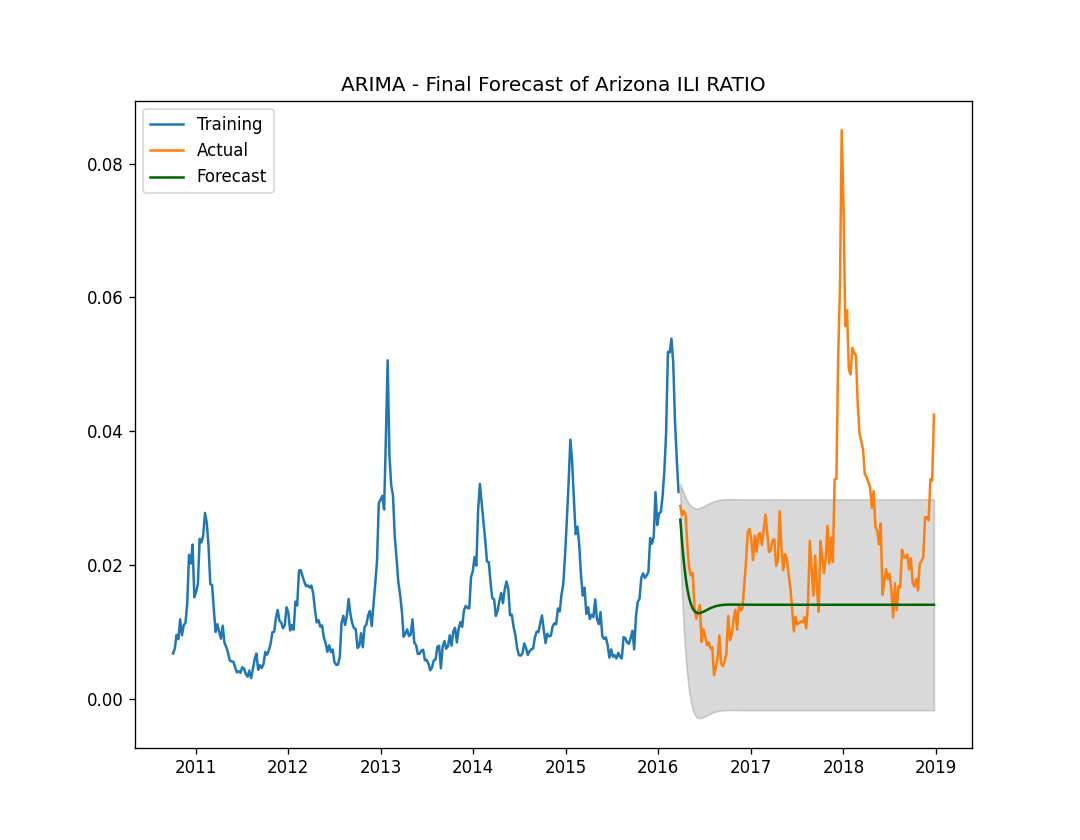 ARIMA - Final Forecast of Arizona ILI RATIO
Training
Actual
Forecast
0.08
0.06
0.04
0.02
0.00
2011 2012 2013 2014 2015 2016 2017 2018 2019